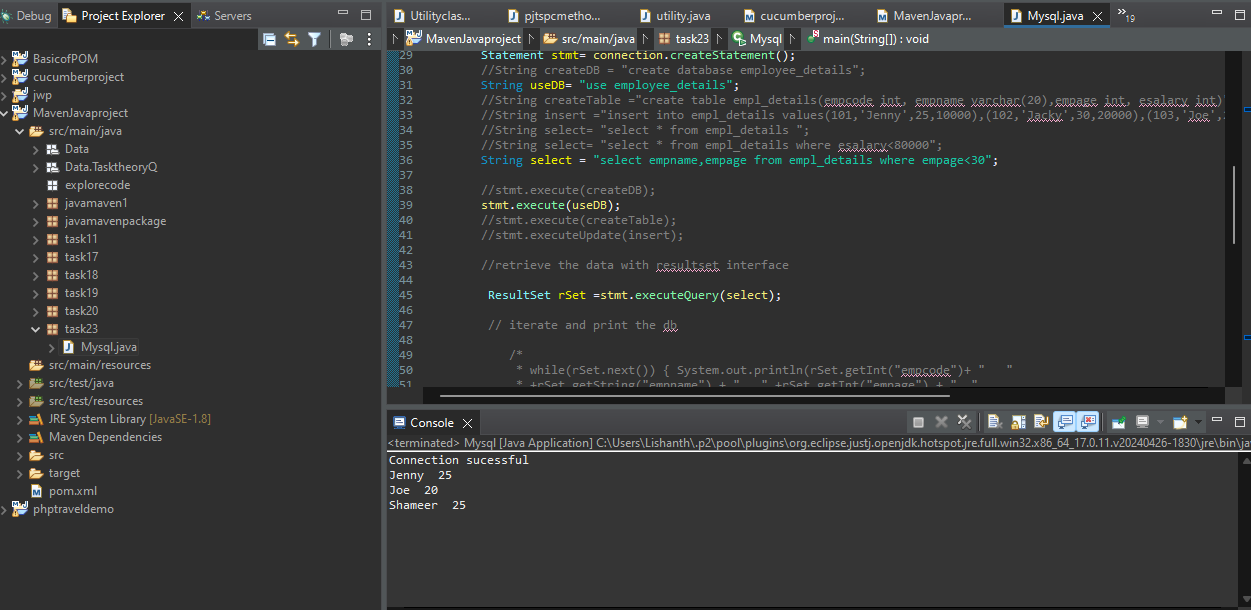 Debug
Project Explorer
Servers
BasicofPOM
cucumberproject
jwp
MavenJavaproject
src/main/java
Data
Data.TasktheoryQ
explorecode
javamaven1
javamavenpackage
task11
task17
task18
task19
task20
task23
Mysql.java
src/main/resources
src/test/java
src/test/resources
JRE System Library [JavaSE-1.8]
Maven Dependencies
src
target
pom.xml
phptraveldemo
Utilityclas... pjtspcmetho... utility.java cucumberproj... MavenJavapr... Mysql.java »19
MavenJavaproject src/main/java task23 Mysql main(String[]) : void
29 Statement stmt= connection.createStatement();
30 //String createDB = "create database employee_details";
31 String useDB= "use employee_details";
32 //String createTable ="create table empl_details(empcode int, empname varchar(20),empage int, esalary int)
33 //String insert ="insert into empl_details values(101,'Jenny',25,10000),(102,'Jacky',30,20000),(103,'Joe',
34 //String select= "select * from empl_details ";
35 //String select= "select * from empl_details where esalary<80000";
36 String select = "select empname,empage from empl_details where empage<30";
37
38 //stmt.execute(createDB);
39 stmt.execute(useDB);
40 //stmt.execute(createTable);
41 //stmt.executeUpdate(insert);
42
43 //retrieve the data with resultset interface
44
45 ResultSet rSet =stmt.executeQuery(select);
46
47 // iterate and print the db
48
49 /*
50 * while(rSet.next()) { System.out.println(rSet.getInt("empcode")+ "   "
51 * +rSet.getString("empname") + "   " +rSet.getInt("empage") + "  "
Console
<terminated> Mysql [Java Application] C:\Users\Lishanth\.p2\pool\plugins\org.eclipse.justj.openjdk.hotspot.jre.full.win32.x86_64_17.0.11.v20240426-1830\jre\bin\jav
Connection sucessful
Jenny  25
Joe  20
Shameer  25